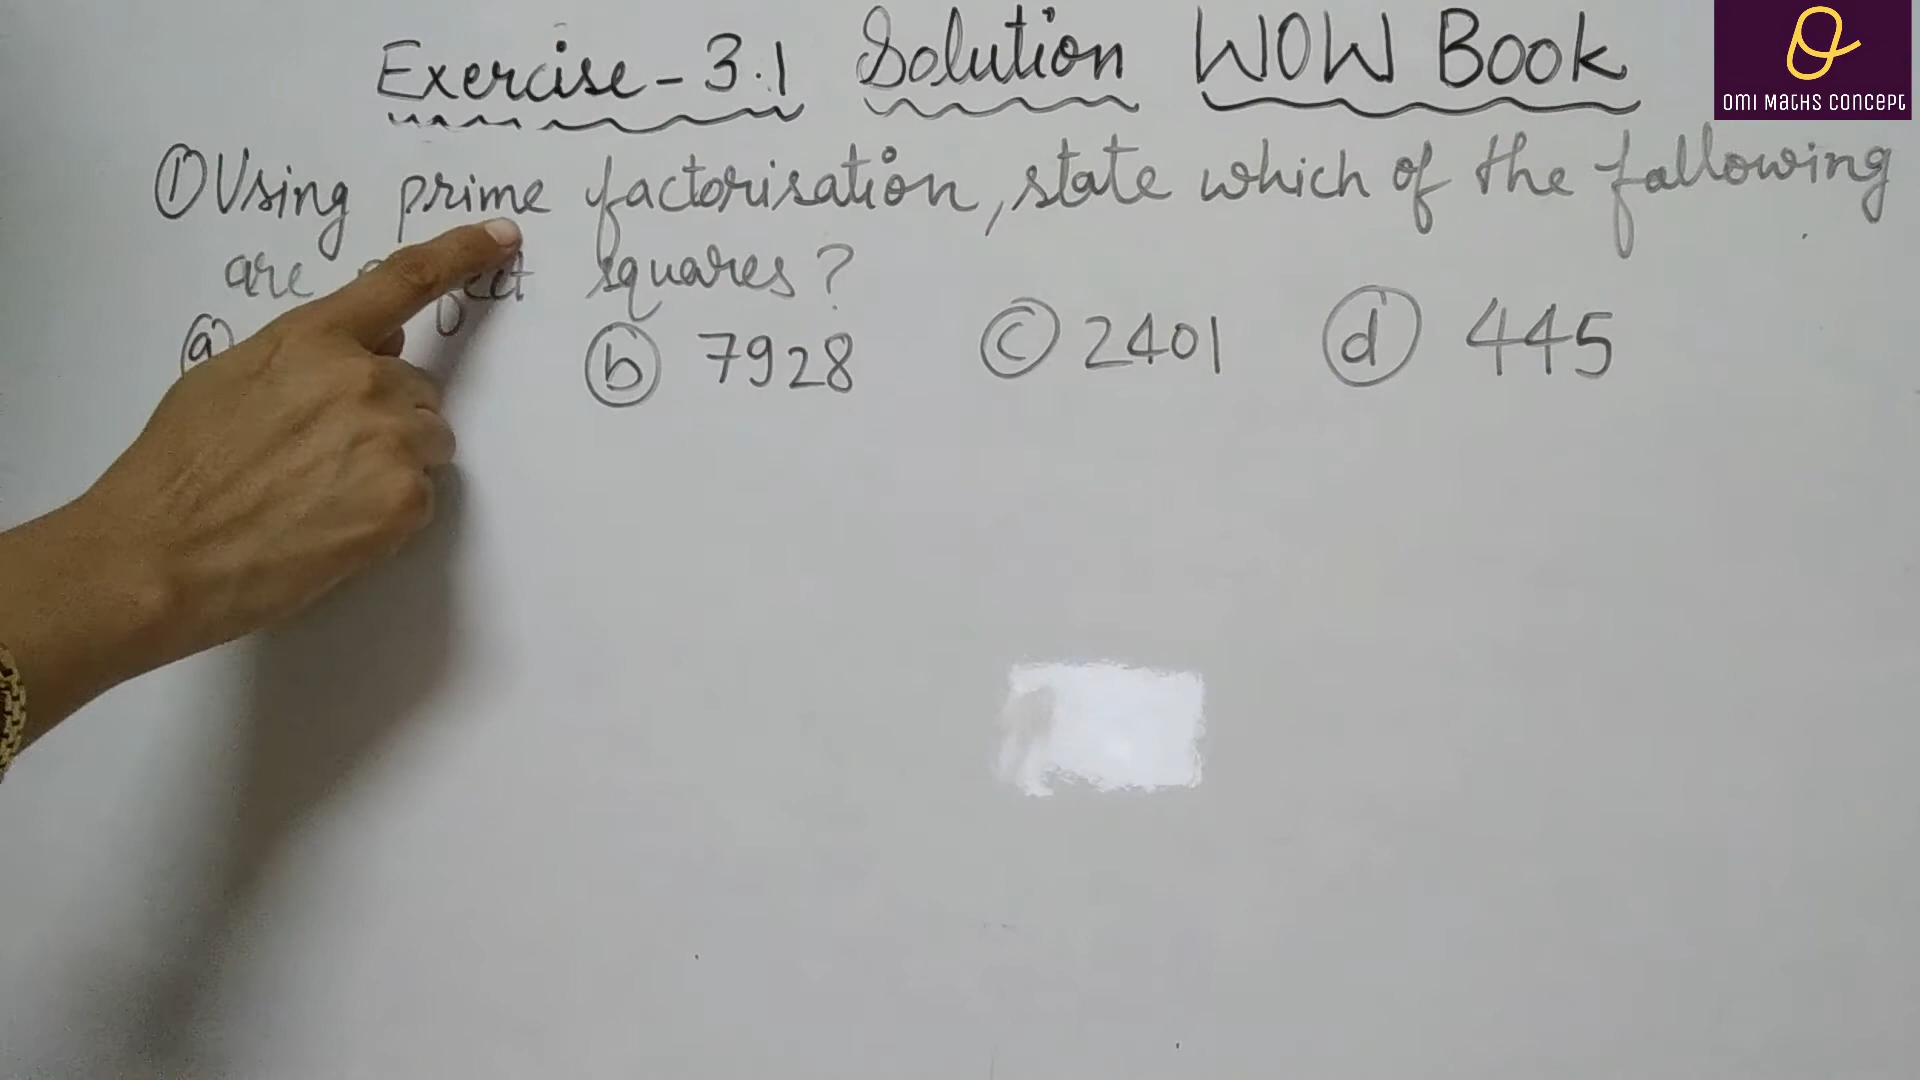 Exercise-3.1 Solution WOW Book
OMI MATHS CONCEPT
① Using prime factorisation, state which of the fallowing
are squares?
ⓐ ⓑ 7928 ⓒ 2401 ⓓ 445